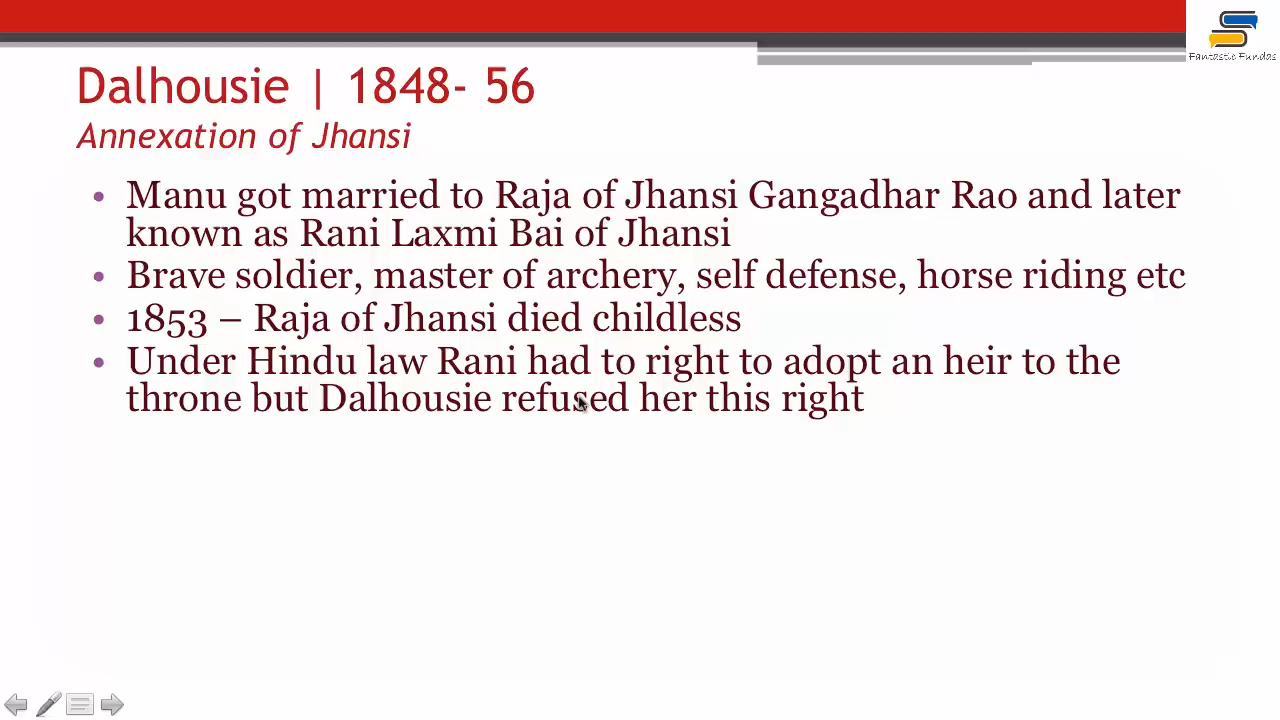 Fantastic Fundas
Dalhousie | 1848- 56
Annexation of Jhansi
• Manu got married to Raja of Jhansi Gangadhar Rao and later
known as Rani Laxmi Bai of Jhansi
• Brave soldier, master of archery, self defense, horse riding etc
• 1853 – Raja of Jhansi died childless
• Under Hindu law Rani had to right to adopt an heir to the
throne but Dalhousie refused her this right